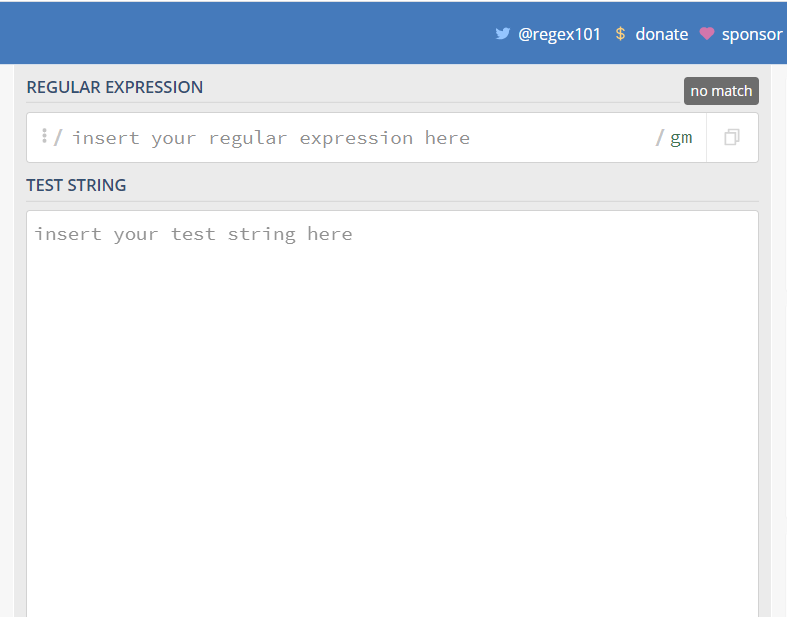 @regex101 $ donate sponsor
REGULAR EXPRESSION
no match
/ insert your regular expression here / gm
TEST STRING
insert your test string here